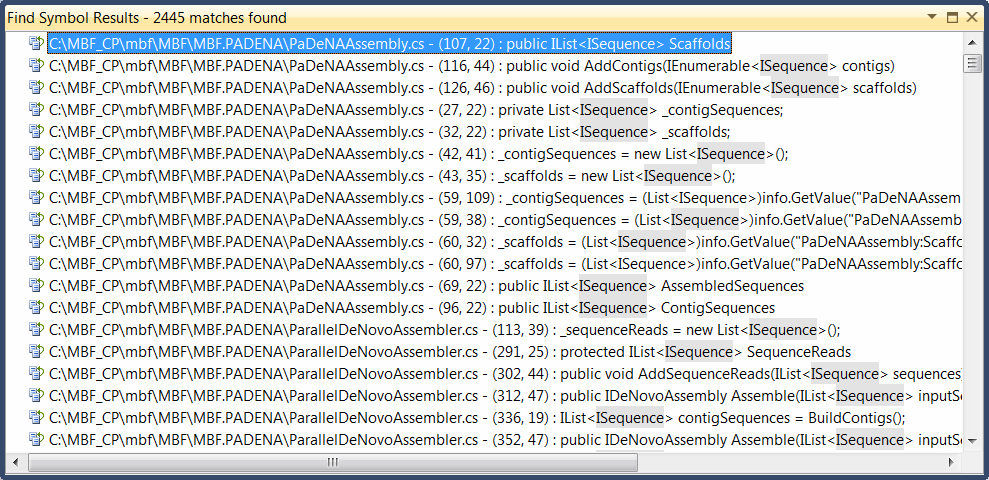 Find Symbol Results - 2445 matches found
C:\MBF_CP\mbf\MBF\MBF.PADENA\PaDeNAAssembly.cs - (107, 22) : public IList<ISequence> Scaffolds
C:\MBF_CP\mbf\MBF\MBF.PADENA\PaDeNAAssembly.cs - (116, 44) : public void AddContigs(IEnumerable<ISequence> contigs)
C:\MBF_CP\mbf\MBF\MBF.PADENA\PaDeNAAssembly.cs - (126, 46) : public void AddScaffolds(IEnumerable<ISequence> scaffolds)
C:\MBF_CP\mbf\MBF\MBF.PADENA\PaDeNAAssembly.cs - (27, 22) : private List<ISequence> _contigSequences;
C:\MBF_CP\mbf\MBF\MBF.PADENA\PaDeNAAssembly.cs - (32, 22) : private List<ISequence> _scaffolds;
C:\MBF_CP\mbf\MBF\MBF.PADENA\PaDeNAAssembly.cs - (42, 41) : _contigSequences = new List<ISequence>();
C:\MBF_CP\mbf\MBF\MBF.PADENA\PaDeNAAssembly.cs - (43, 35) : _scaffolds = new List<ISequence>();
C:\MBF_CP\mbf\MBF\MBF.PADENA\PaDeNAAssembly.cs - (59, 109) : _contigSequences = (List<ISequence>)info.GetValue("PaDeNAAssem
C:\MBF_CP\mbf\MBF\MBF.PADENA\PaDeNAAssembly.cs - (59, 38) : _contigSequences = (List<ISequence>)info.GetValue("PaDeNAAssemb
C:\MBF_CP\mbf\MBF\MBF.PADENA\PaDeNAAssembly.cs - (60, 32) : _scaffolds = (List<ISequence>)info.GetValue("PaDeNAAssembly:Scaffo
C:\MBF_CP\mbf\MBF\MBF.PADENA\PaDeNAAssembly.cs - (60, 97) : _scaffolds = (List<ISequence>)info.GetValue("PaDeNAAssembly:Scaffo
C:\MBF_CP\mbf\MBF\MBF.PADENA\PaDeNAAssembly.cs - (69, 22) : public IList<ISequence> AssembledSequences
C:\MBF_CP\mbf\MBF\MBF.PADENA\PaDeNAAssembly.cs - (96, 22) : public IList<ISequence> ContigSequences
C:\MBF_CP\mbf\MBF\MBF.PADENA\ParallelDeNovoAssembler.cs - (113, 39) : _sequenceReads = new List<ISequence>();
C:\MBF_CP\mbf\MBF\MBF.PADENA\ParallelDeNovoAssembler.cs - (291, 25) : protected IList<ISequence> SequenceReads
C:\MBF_CP\mbf\MBF\MBF.PADENA\ParallelDeNovoAssembler.cs - (302, 44) : public void AddSequenceReads(IList<ISequence> sequences)
C:\MBF_CP\mbf\MBF\MBF.PADENA\ParallelDeNovoAssembler.cs - (312, 47) : public IDeNovoAssembly Assemble(IList<ISequence> inputSe
C:\MBF_CP\mbf\MBF\MBF.PADENA\ParallelDeNovoAssembler.cs - (336, 19) : IList<ISequence> contigSequences = BuildContigs();
C:\MBF_CP\mbf\MBF\MBF.PADENA\ParallelDeNovoAssembler.cs - (352, 47) : public IDeNovoAssembly Assemble(IList<ISequence> inputSe